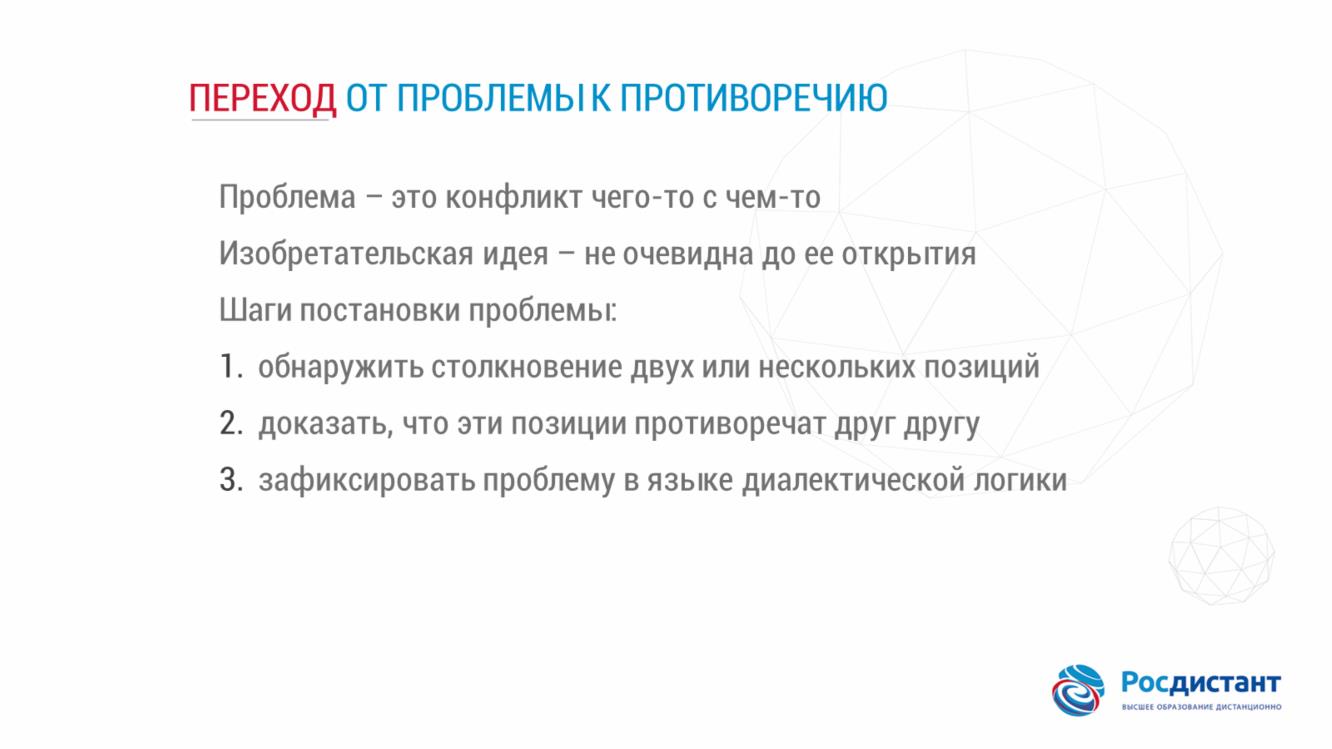 ПЕРЕХОД ОТ ПРОБЛЕМЫ К ПРОТИВОРЕЧИЮ
Проблема – это конфликт чего-то с чем-то
Изобретательская идея – не очевидна до ее открытия
Шаги постановки проблемы:
1. обнаружить столкновение двух или нескольких позиций
2. доказать, что эти позиции противоречат друг другу
3. зафиксировать проблему в языке диалектической логики
Росдистант
ВЫСШЕЕ ОБРАЗОВАНИЕ ДИСТАНЦИОННО